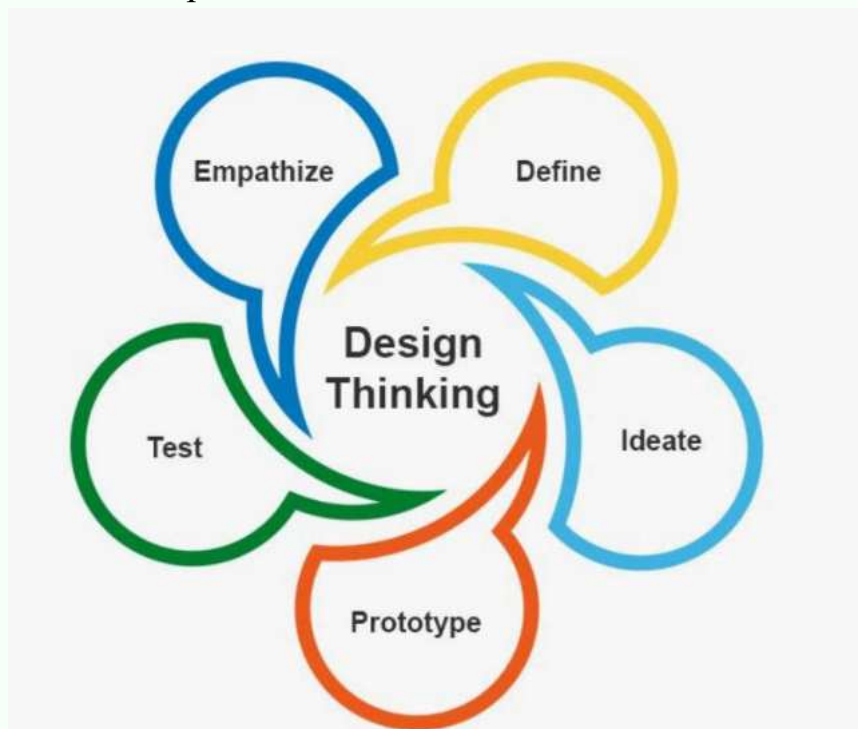 Empathize
Define
Design
Thinking
Ideate
Test
Prototype